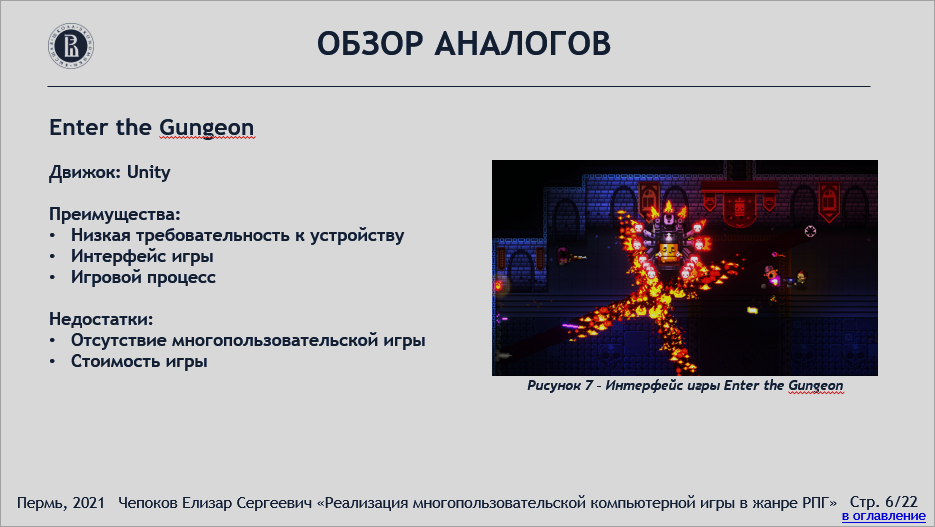 ОБЗОР АНАЛОГОВ
Enter the Gungeon
Движок: Unity
Преимущества:
• Низкая требовательность к устройству
• Интерфейс игры
• Игровой процесс
Недостатки:
• Отсутствие многопользовательской игры
• Стоимость игры
Рисунок 7 – Интерфейс игры Enter the Gungeon
Пермь, 2021 Чепоков Елизар Сергеевич «Реализация многопользовательской компьютерной игры в жанре РПГ» Стр. 6/22
в оглавление